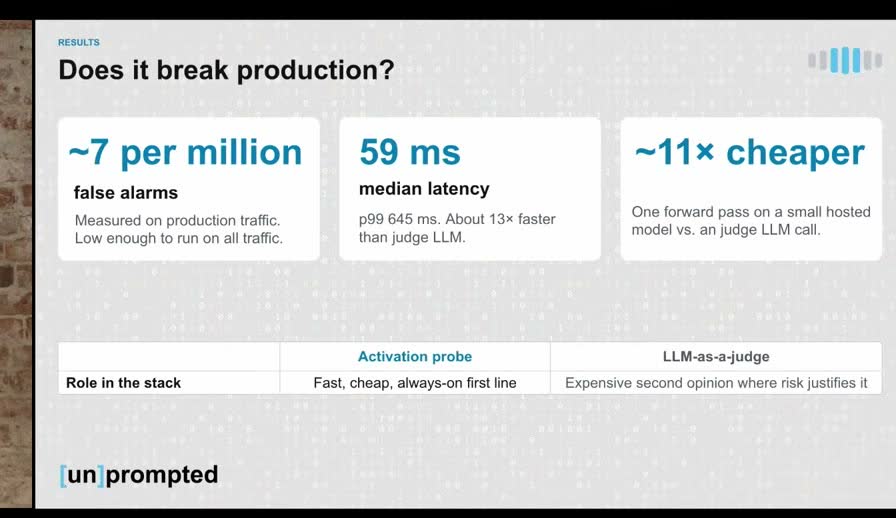 RESULTS
Does it break production?
~7 per million
false alarms
Measured on production traffic.
Low enough to run on all traffic.
59 ms
median latency
p99 645 ms. About 13× faster
than judge LLM.
~11× cheaper
One forward pass on a small hosted
model vs. an judge LLM call.
Activation probe
LLM-as-a-judge
Role in the stack
Fast, cheap, always-on first line
Expensive second opinion where risk justifies it
[un]prompted